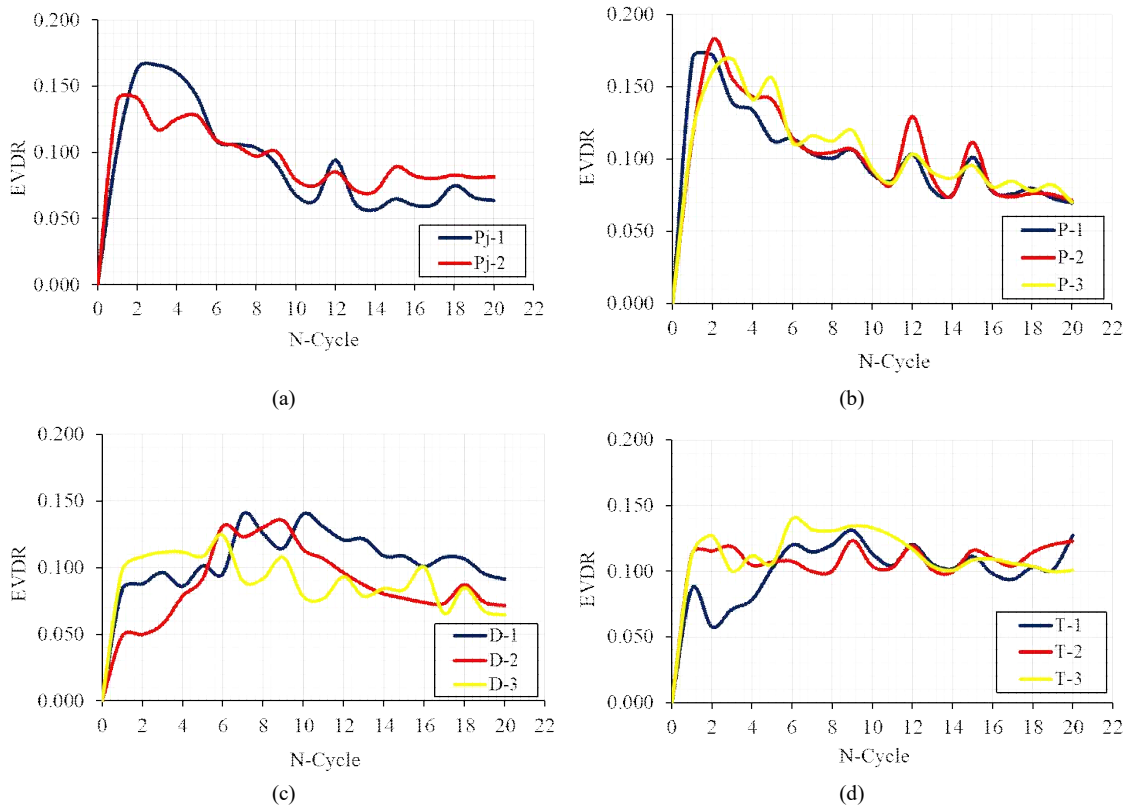 0.200
0.150
0.100
0.050
0.000
EVDR
0 2 4 6 8 10 12 14 16 18 20 22
N-Cycle
Pj-1
Pj-2
(a)
0.200
0.150
0.100
0.050
0.000
EVDR
0 2 4 6 8 10 12 14 16 18 20 22
N-Cycle
P-1
P-2
P-3
(b)
0.200
0.150
0.100
0.050
0.000
EVDR
0 2 4 6 8 10 12 14 16 18 20 22
N-Cycle
D-1
D-2
D-3
(c)
0.200
0.150
0.100
0.050
0.000
EVDR
0 2 4 6 8 10 12 14 16 18 20 22
N-Cycle
T-1
T-2
T-3
(d)